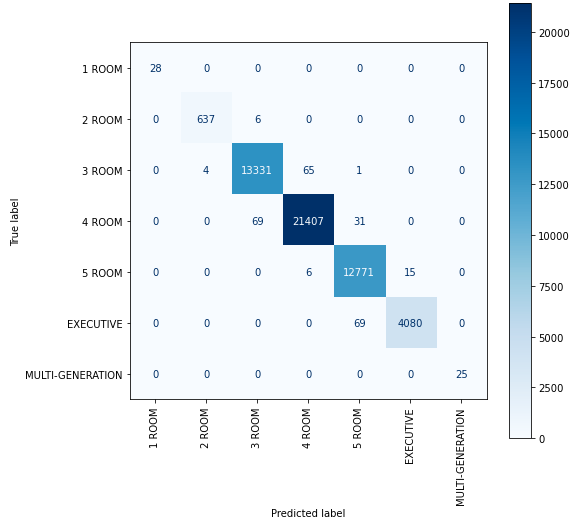 1 ROOM 28 0 0 0 0 0 0
2 ROOM 0 637 6 0 0 0 0
3 ROOM 0 4 13331 65 1 0 0
4 ROOM 0 0 69 21407 31 0 0
5 ROOM 0 0 0 6 12771 15 0
EXECUTIVE 0 0 0 0 69 4080 0
MULTI-GENERATION 0 0 0 0 0 0 25
True label
1 ROOM
2 ROOM
3 ROOM
4 ROOM
5 ROOM
EXECUTIVE
MULTI-GENERATION
Predicted label
20000
17500
15000
12500
10000
7500
5000
2500
0